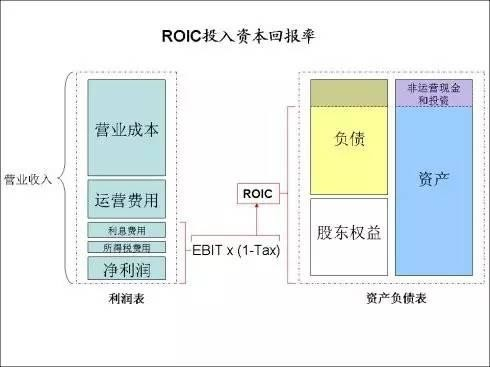 ROIC投入资本回报率
营业收入
营业成本
运营费用
利息费用
所得税费用
净利润
利润表
EBIT x (1-Tax)
ROIC
负债
股东权益
非运营现金
和投资
资产
资产负债表